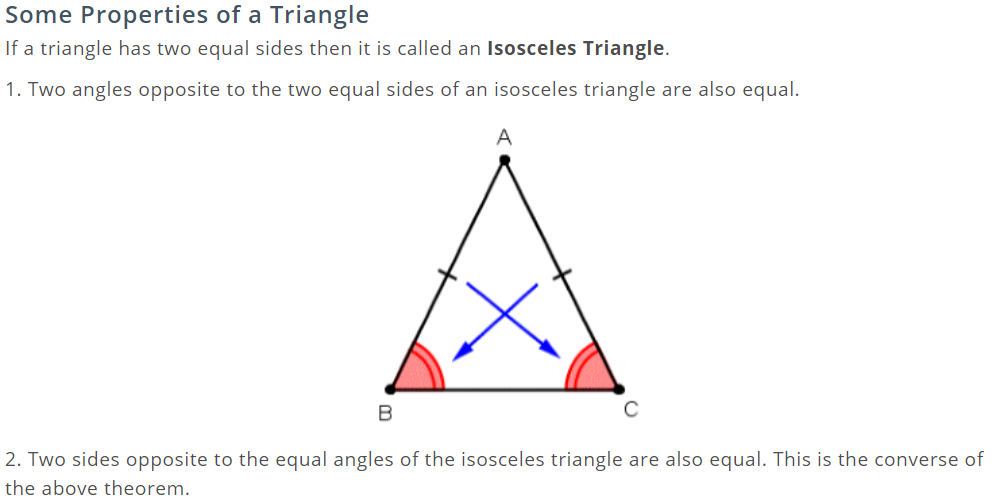 Some Properties of a Triangle
If a triangle has two equal sides then it is called an Isosceles Triangle.
1. Two angles opposite to the two equal sides of an isosceles triangle are also equal.
A
B
C
2. Two sides opposite to the equal angles of the isosceles triangle are also equal. This is the converse of
the above theorem.